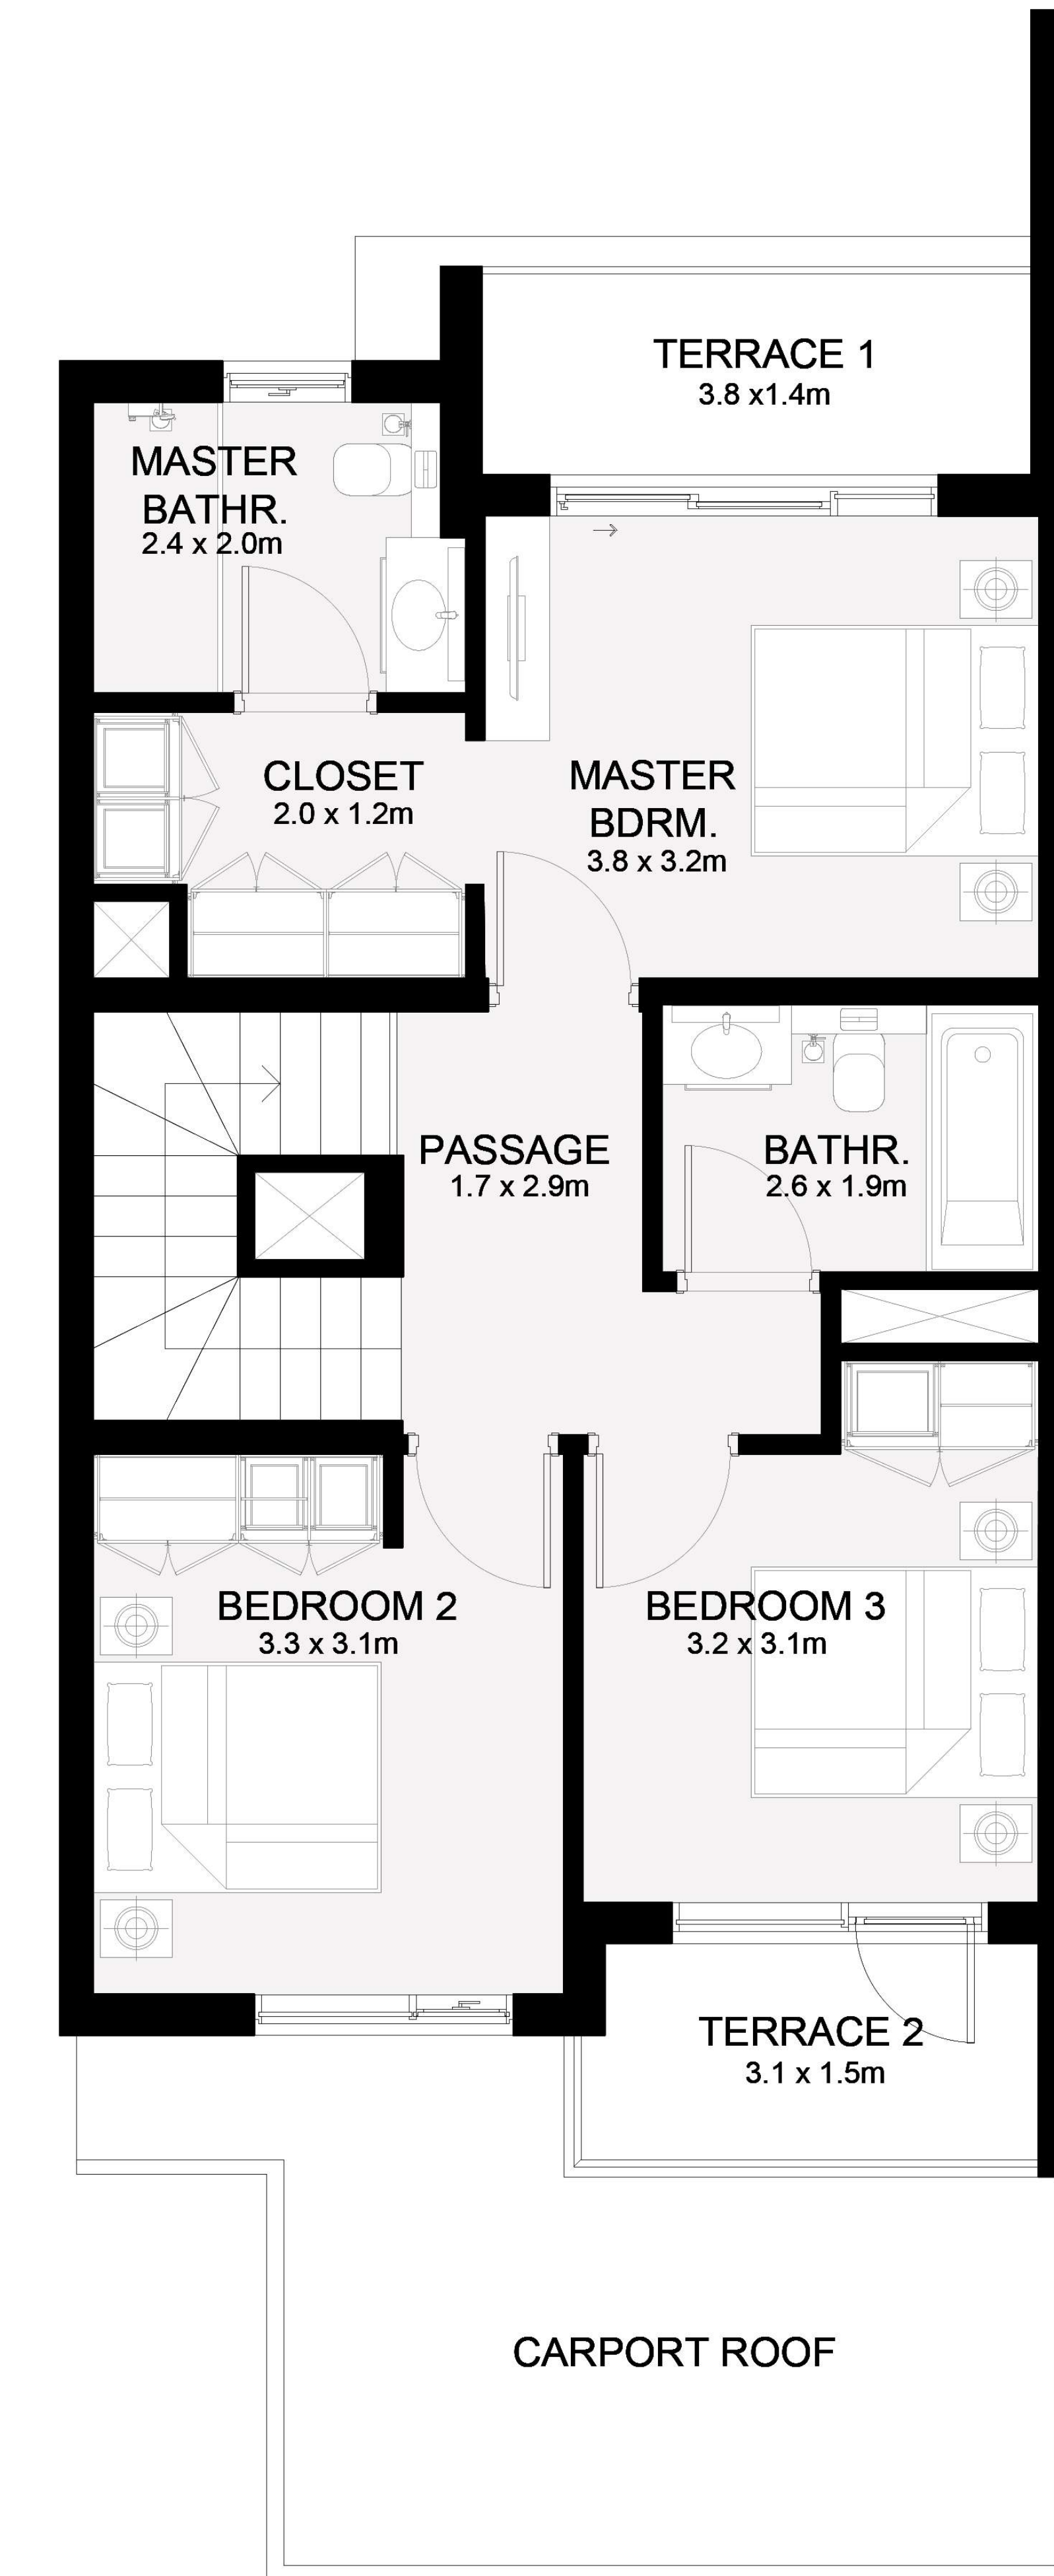 TERRACE 1
3.8 x1.4m
MASTER
BATHR.
2.4 x 2.0m
CLOSET
2.0 x 1.2m
MASTER
BDRM.
3.8 x 3.2m
PASSAGE
1.7 x 2.9m
BATHR.
2.6 x 1.9m
BEDROOM 2
3.3 x 3.1m
BEDROOM 3
3.2 x 3.1m
TERRACE 2
3.1 x 1.5m
CARPORT ROOF